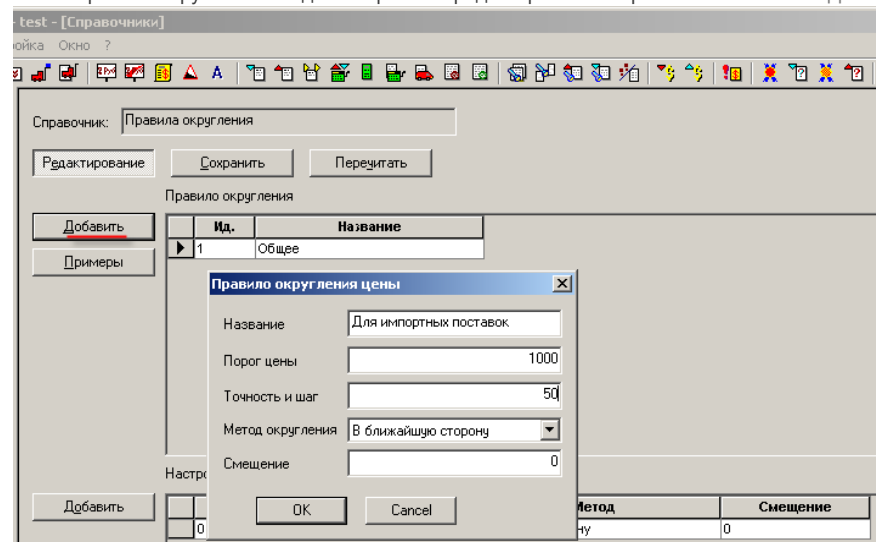 test - [Справочники]
ойка Окно ?
Справочник: Правила округления
Редактирование Сохранить Перечитать
Правило округления
Добавить Ид. Название
1 Общее
Примеры
Правило округления цены
Название Для импортных поставок
Порог цены 1000
Точность и шаг 50
Метод округления В ближайшую сторону
Смещение 0
Настро
Добавить OK Cancel Метод Смещение
0 ну 0